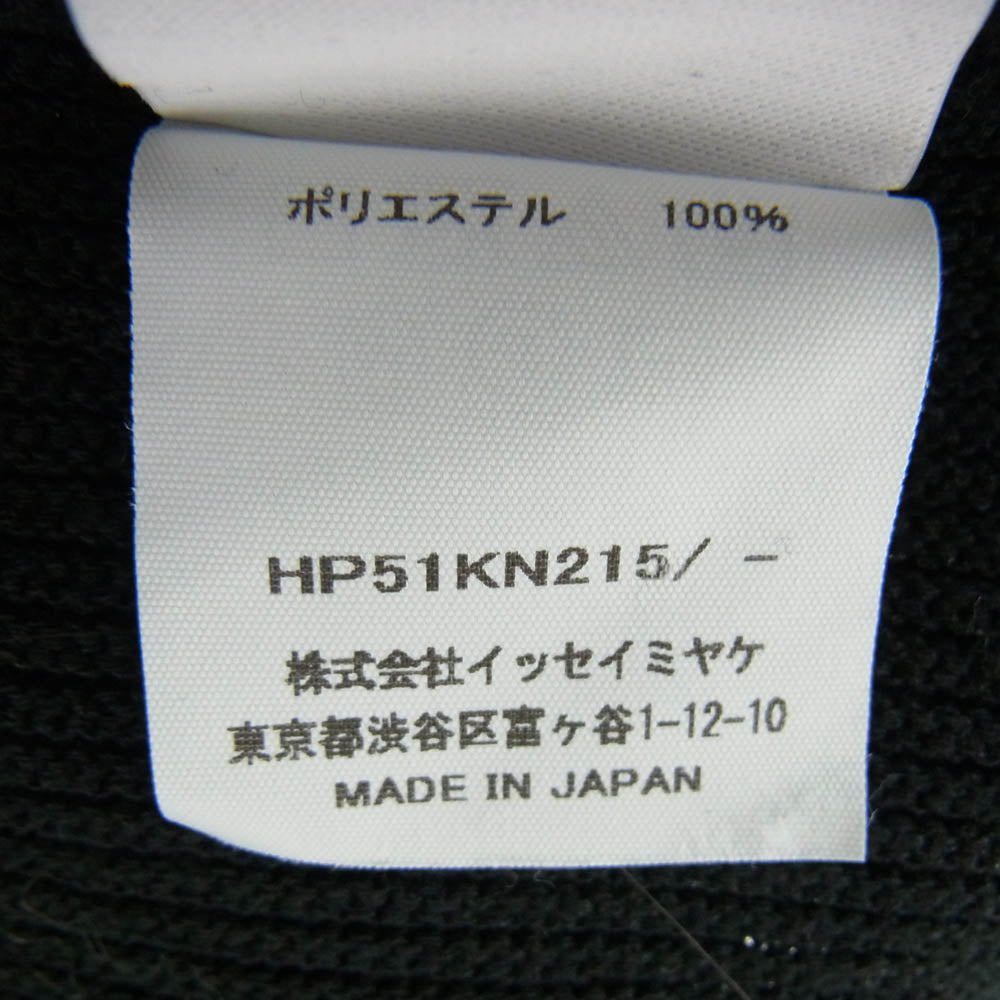 ポリエステル 100%
HP51KN215/ -
株式会社イッセイミヤケ
東京都渋谷区富ヶ谷1-12-10
MADE IN JAPAN